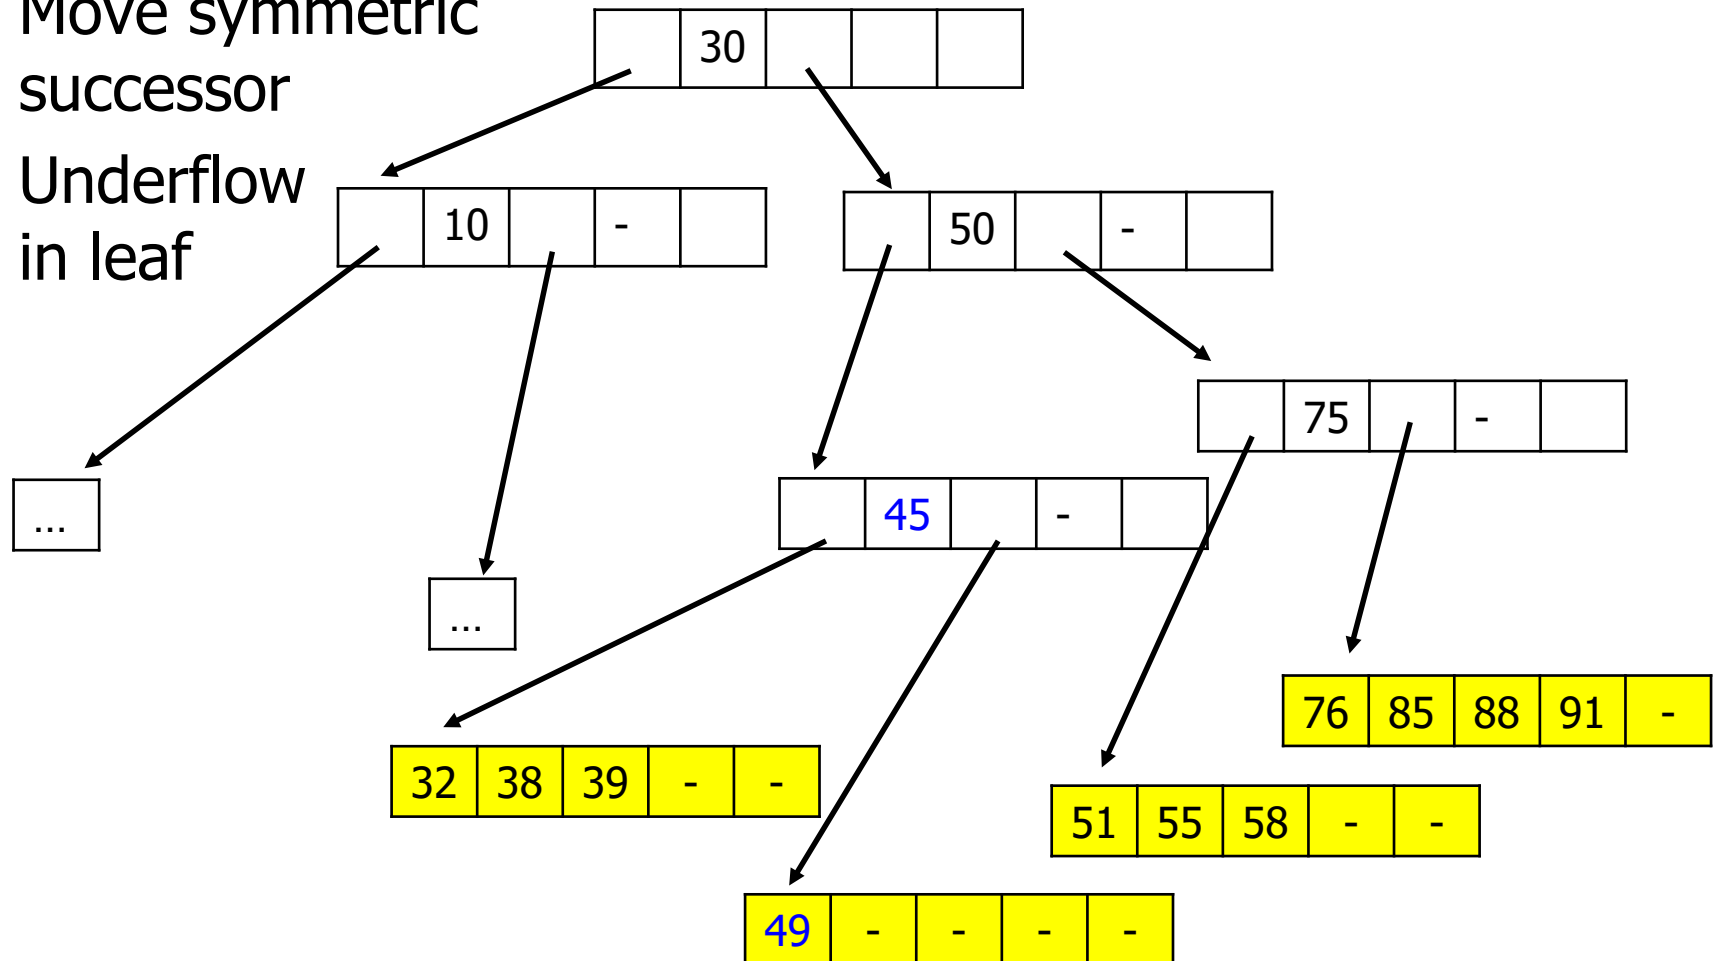 Move symmetric
successor
Underflow
in leaf
30
10 -
50 -
75 -
...
45 -
...
76 85 88 91 -
32 38 39 - -
51 55 58 - -
49 - - - -